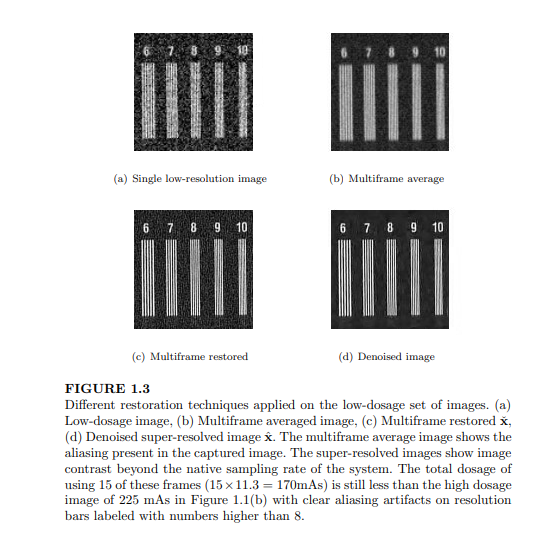 6 7 8 9 10
6 7 8 9 10
(a) Single low-resolution image
(b) Multiframe average
6 7 8 9 10
6 7 8 9 10
(c) Multiframe restored
(d) Denoised image
FIGURE 1.3
Different restoration techniques applied on the low-dosage set of images. (a)
Low-dosage image, (b) Multiframe averaged image, (c) Multiframe restored x̌,
(d) Denoised super-resolved image x̂. The multiframe average image shows the
aliasing present in the captured image. The super-resolved images show image
contrast beyond the native sampling rate of the system. The total dosage of
using 15 of these frames (15×11.3 = 170mAs) is still less than the high dosage
image of 225 mAs in Figure 1.1(b) with clear aliasing artifacts on resolution
bars labeled with numbers higher than 8.